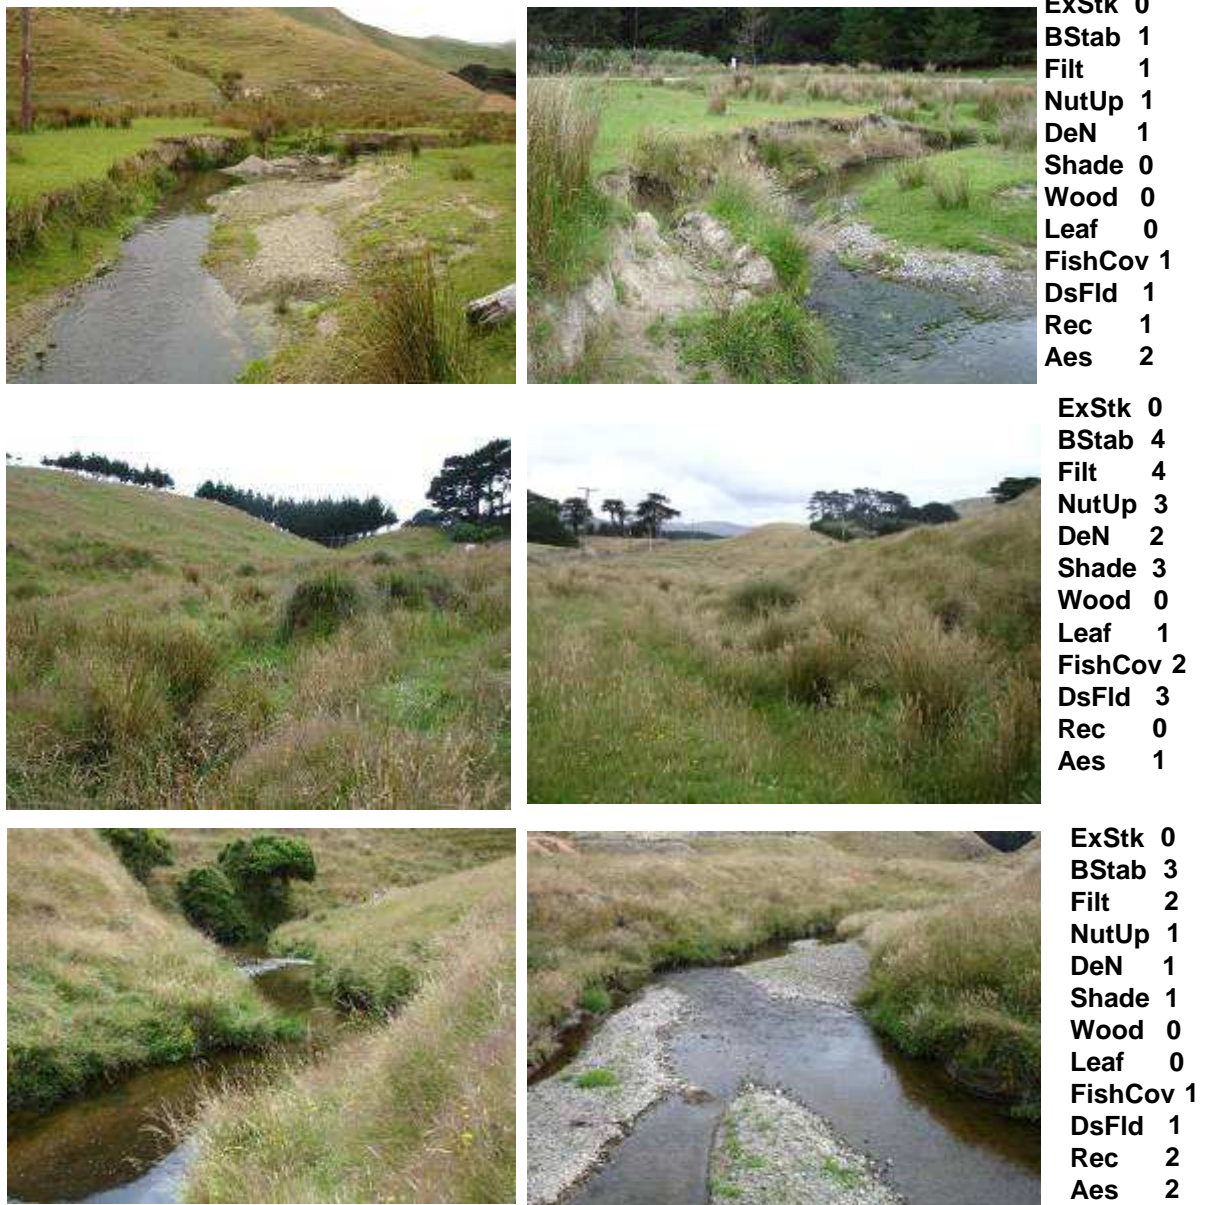 ExStk 0
BStab 1
Filt 1
NutUp 1
DeN 1
Shade 0
Wood 0
Leaf 0
FishCov 1
DsFld 1
Rec 1
Aes 2
ExStk 0
BStab 4
Filt 4
NutUp 3
DeN 2
Shade 3
Wood 0
Leaf 1
FishCov 2
DsFld 3
Rec 0
Aes 1
ExStk 0
BStab 3
Filt 2
NutUp 1
DeN 1
Shade 1
Wood 0
Leaf 0
FishCov 1
DsFld 1
Rec 2
Aes 2